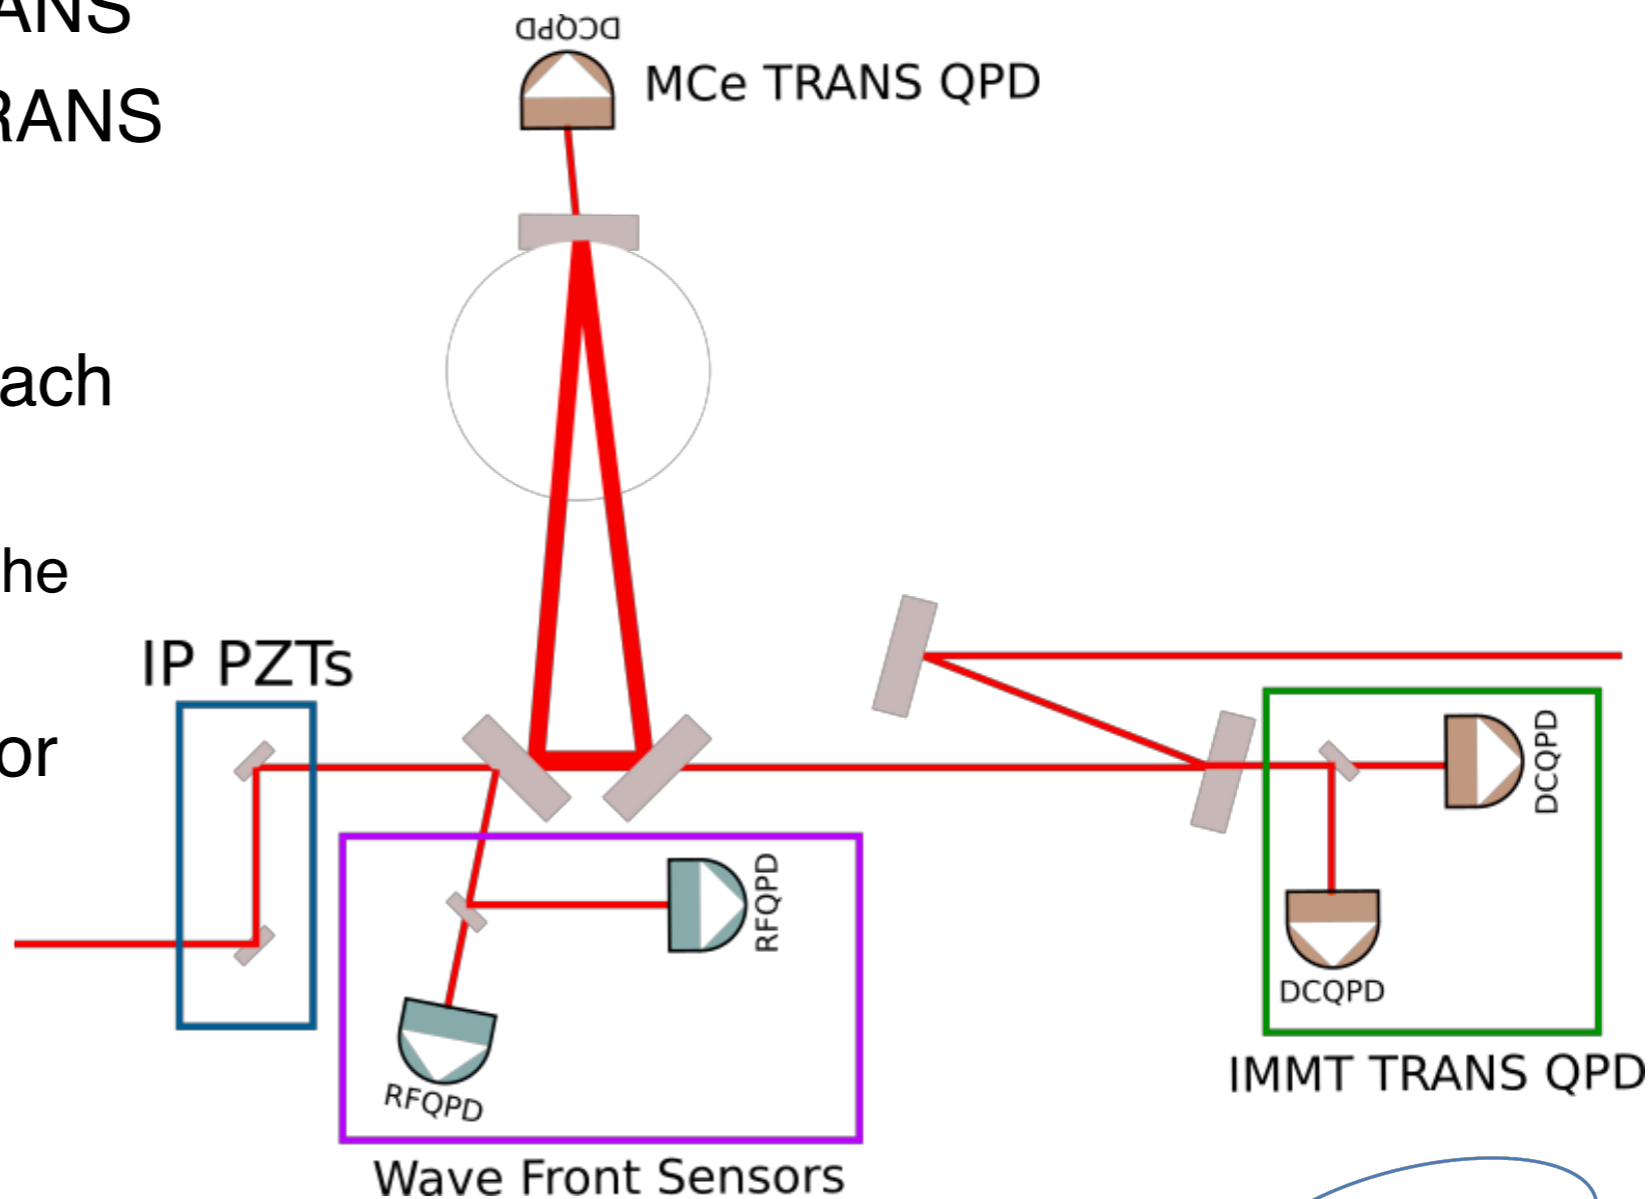 ANS
RANS
ach
he
or
DCQPD
MCe TRANS QPD
IP PZTs
RFQPD
RFQPD
Wave Front Sensors
DCQPD
DCQPD
IMMT TRANS QPD